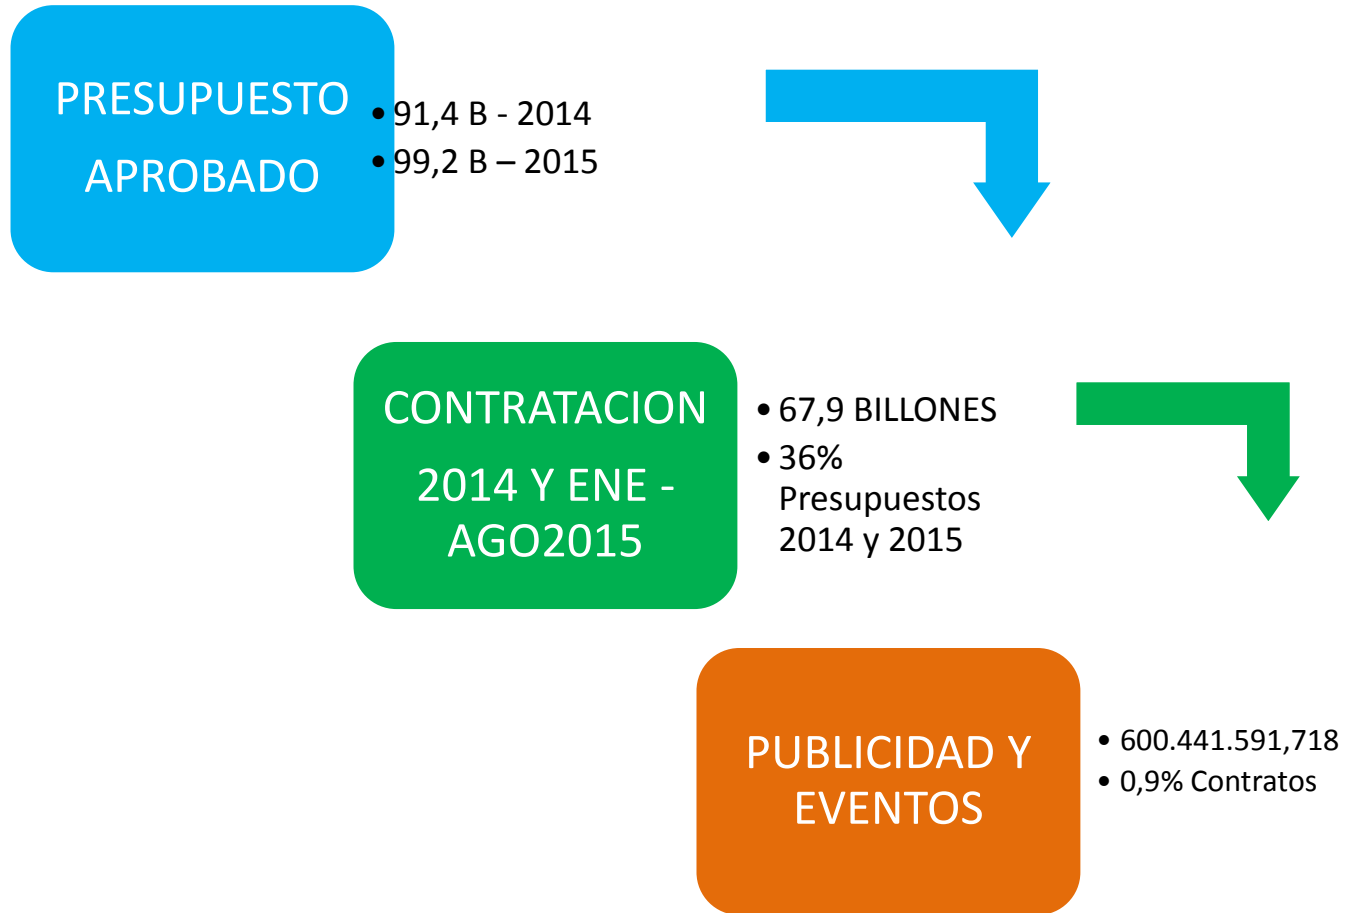 PRESUPUESTO
APROBADO
• 91,4 B - 2014
• 99,2 B – 2015
CONTRATACION
2014 Y ENE -
AGO2015
• 67,9 BILLONES
• 36%
Presupuestos
2014 y 2015
PUBLICIDAD Y
EVENTOS
• 600.441.591,718
• 0,9% Contratos